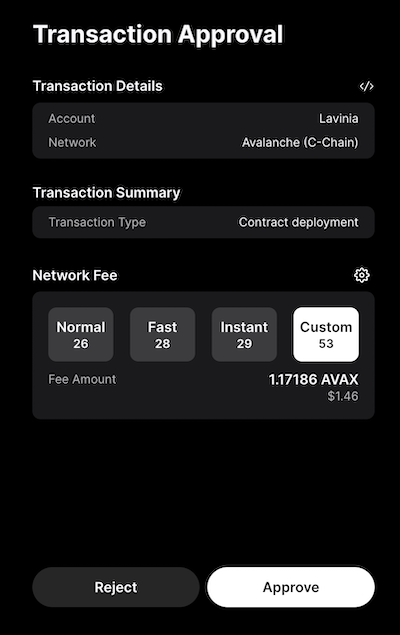 Transaction Approval
Transaction Details </>
Account Lavinia
Network Avalanche (C-Chain)
Transaction Summary
Transaction Type Contract deployment
Network Fee
Normal Fast Instant Custom
26 28 29 53
Fee Amount 1.17186 AVAX
$1.46
Reject Approve